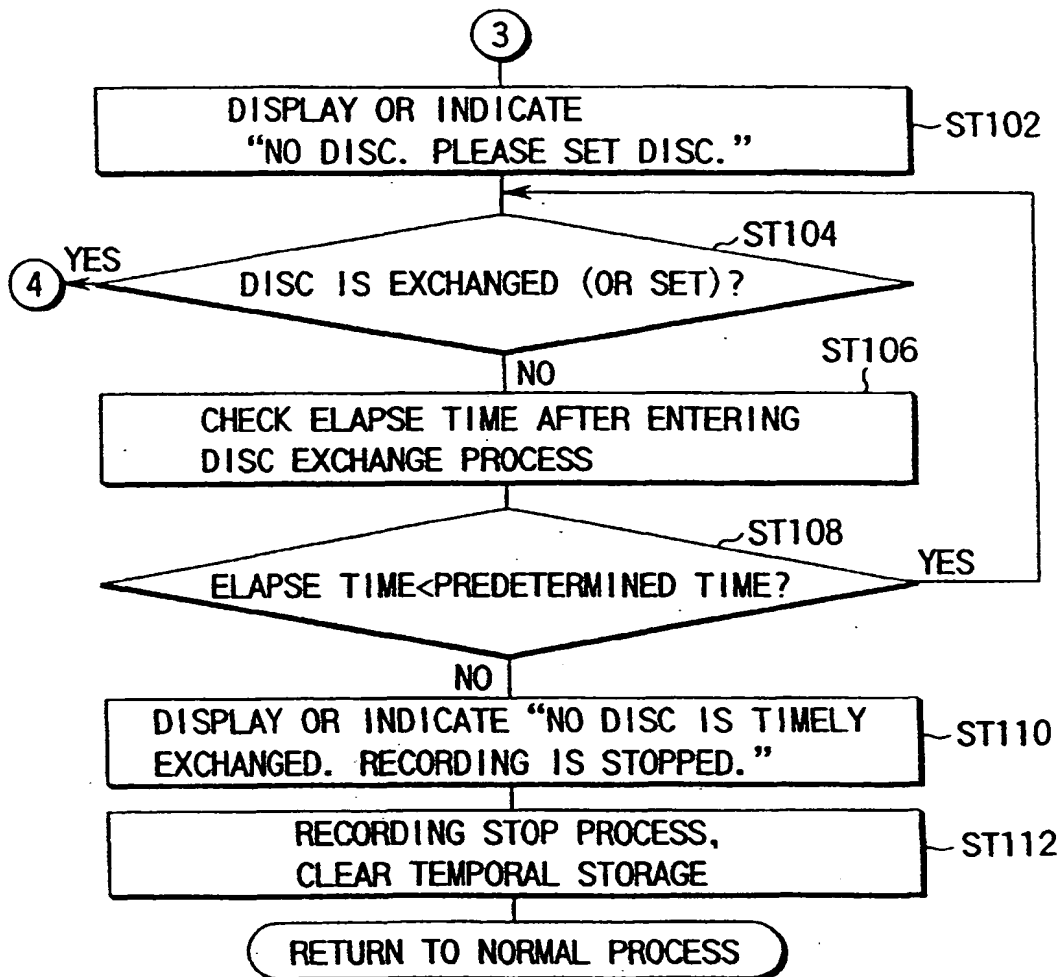 3
DISPLAY OR INDICATE
“NO DISC. PLEASE SET DISC.”
ST102
ST104
YES
4
DISC IS EXCHANGED (OR SET)?
NO
ST106
CHECK ELAPSE TIME AFTER ENTERING
DISC EXCHANGE PROCESS
ST108
YES
ELAPSE TIME<PREDETERMINED TIME?
NO
DISPLAY OR INDICATE “NO DISC IS TIMELY
EXCHANGED. RECORDING IS STOPPED.”
ST110
RECORDING STOP PROCESS,
CLEAR TEMPORAL STORAGE
ST112
RETURN TO NORMAL PROCESS